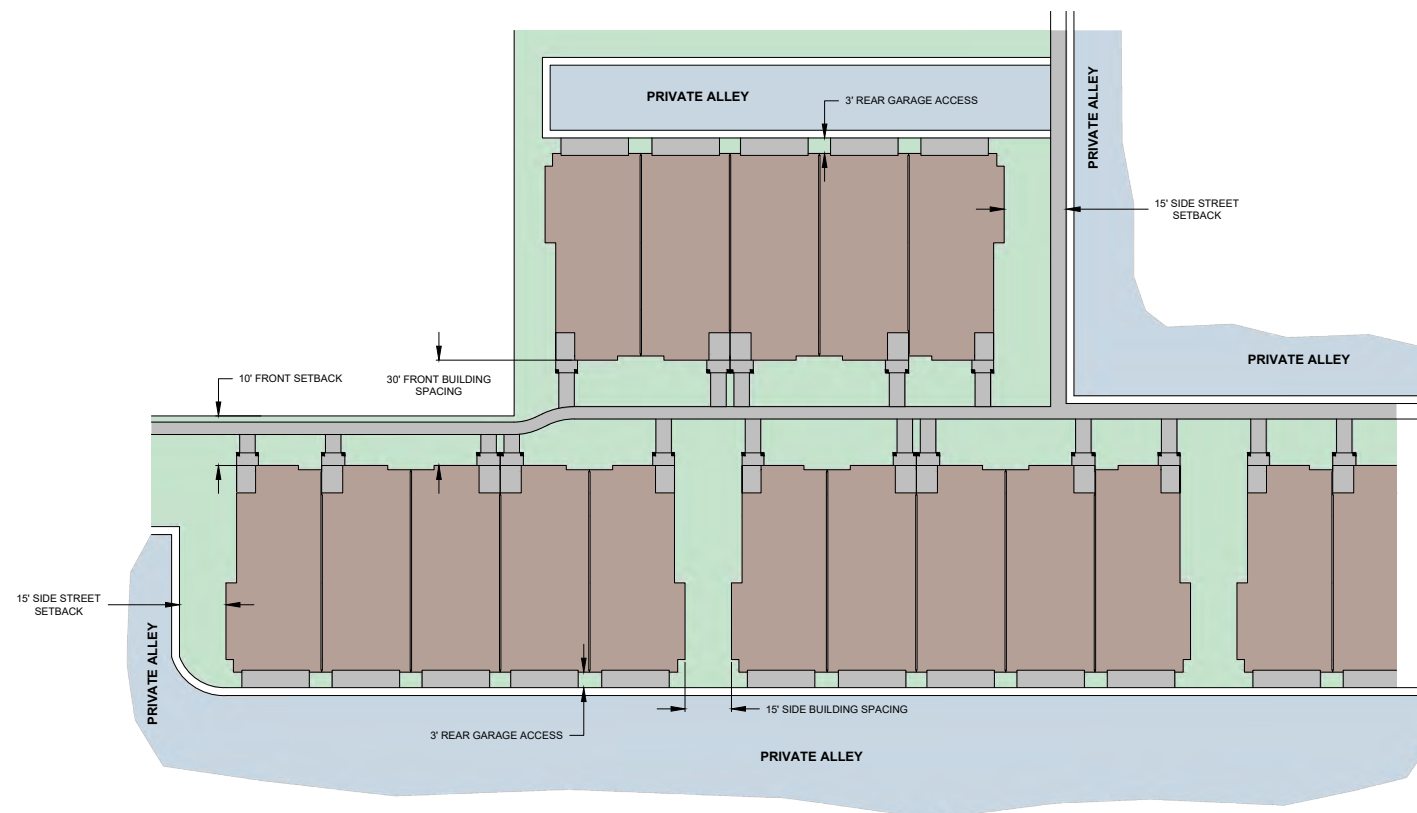 PRIVATE ALLEY
3' REAR GARAGE ACCESS
PRIVATE ALLEY
15' SIDE STREET
SETBACK
PRIVATE ALLEY
10' FRONT SETBACK
30' FRONT BUILDING
SPACING
15' SIDE STREET
SETBACK
PRIVATE ALLEY
15' SIDE BUILDING SPACING
3' REAR GARAGE ACCESS
PRIVATE ALLEY